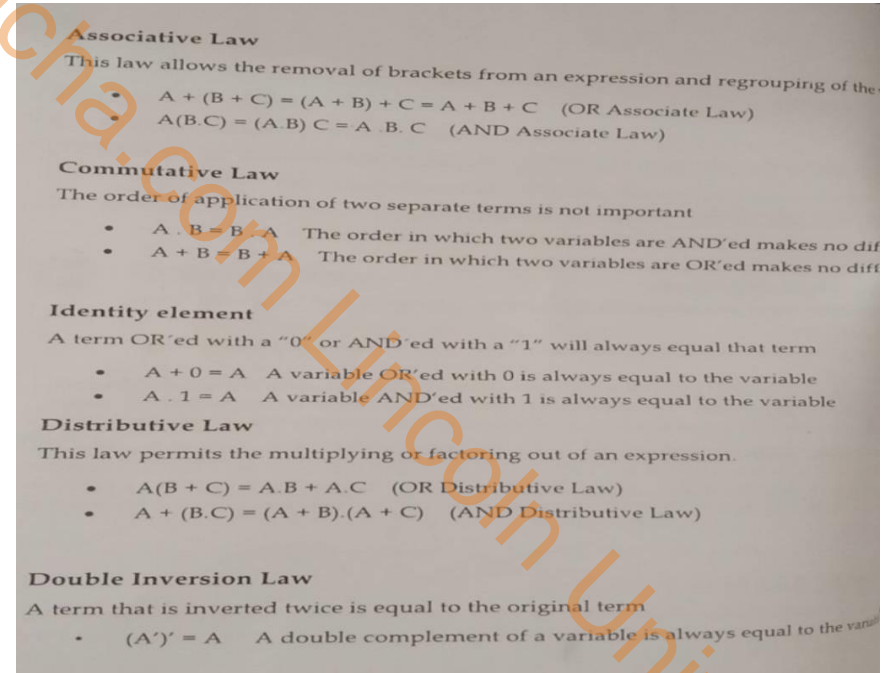 Associative Law
This law allows the removal of brackets from an expression and regrouping of the
• A + (B + C) = (A + B) + C = A + B + C (OR Associate Law)
• A(B.C) = (A.B) C = A .B. C (AND Associate Law)
Commutative Law
The order of application of two separate terms is not important
• A . B = B . A The order in which two variables are AND'ed makes no dif
• A + B = B + A The order in which two variables are OR'ed makes no diff
Identity element
A term OR'ed with a "0" or AND'ed with a "1" will always equal that term
• A + 0 = A A variable OR'ed with 0 is always equal to the variable
• A . 1 = A A variable AND'ed with 1 is always equal to the variable
Distributive Law
This law permits the multiplying or factoring out of an expression.
• A(B + C) = A.B + A.C (OR Distributive Law)
• A + (B.C) = (A + B).(A + C) (AND Distributive Law)
Double Inversion Law
A term that is inverted twice is equal to the original term
• (A')' = A A double complement of a variable is always equal to the
cha.com Lincoln Uni